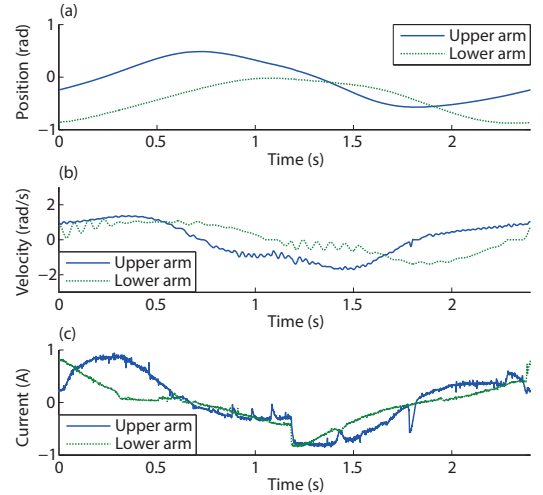 (a)
1
0
−1
Position (rad)
Upper arm
Lower arm
0
0.5
1
1.5
2
Time (s)
(b)
2
0
−2
Velocity (rad/s)
Upper arm
Lower arm
0
0.5
1
1.5
2
Time (s)
(c)
1
0
−1
Current (A)
Upper arm
Lower arm
0
0.5
1
1.5
2
Time (s)